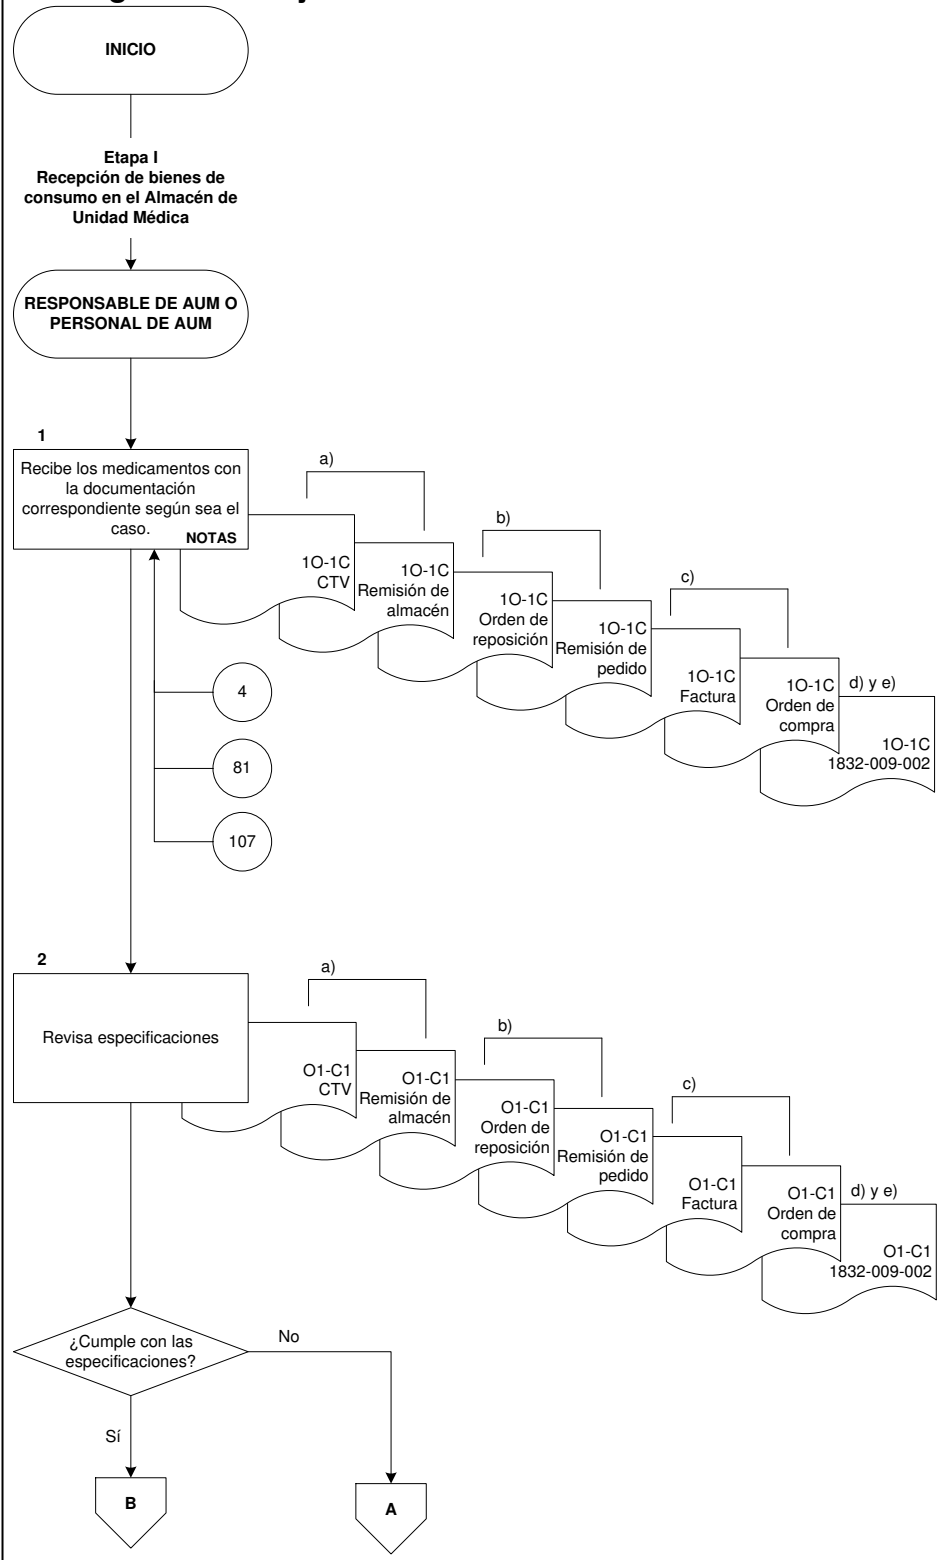 INICIO
Etapa I
Recepción de bienes de
consumo en el Almacén de
Unidad Médica
RESPONSABLE DE AUM O
PERSONAL DE AUM
1
Recibe los medicamentos con
la documentación
correspondiente según sea el
caso.
NOTAS
a)
1O-1C
CTV
1O-1C
Remisión de
almacén
b)
1O-1C
Orden de
reposición
1O-1C
Remisión de
pedido
c)
1O-1C
Factura
1O-1C
Orden de
compra
d) y e)
1O-1C
1832-009-002
4
81
107
2
Revisa especificaciones
a)
O1-C1
CTV
O1-C1
Remisión de
almacén
b)
O1-C1
Orden de
reposición
O1-C1
Remisión de
pedido
c)
O1-C1
Factura
O1-C1
Orden de
compra
d) y e)
O1-C1
1832-009-002
¿Cumple con las
especificaciones?
No
Sí
B
A